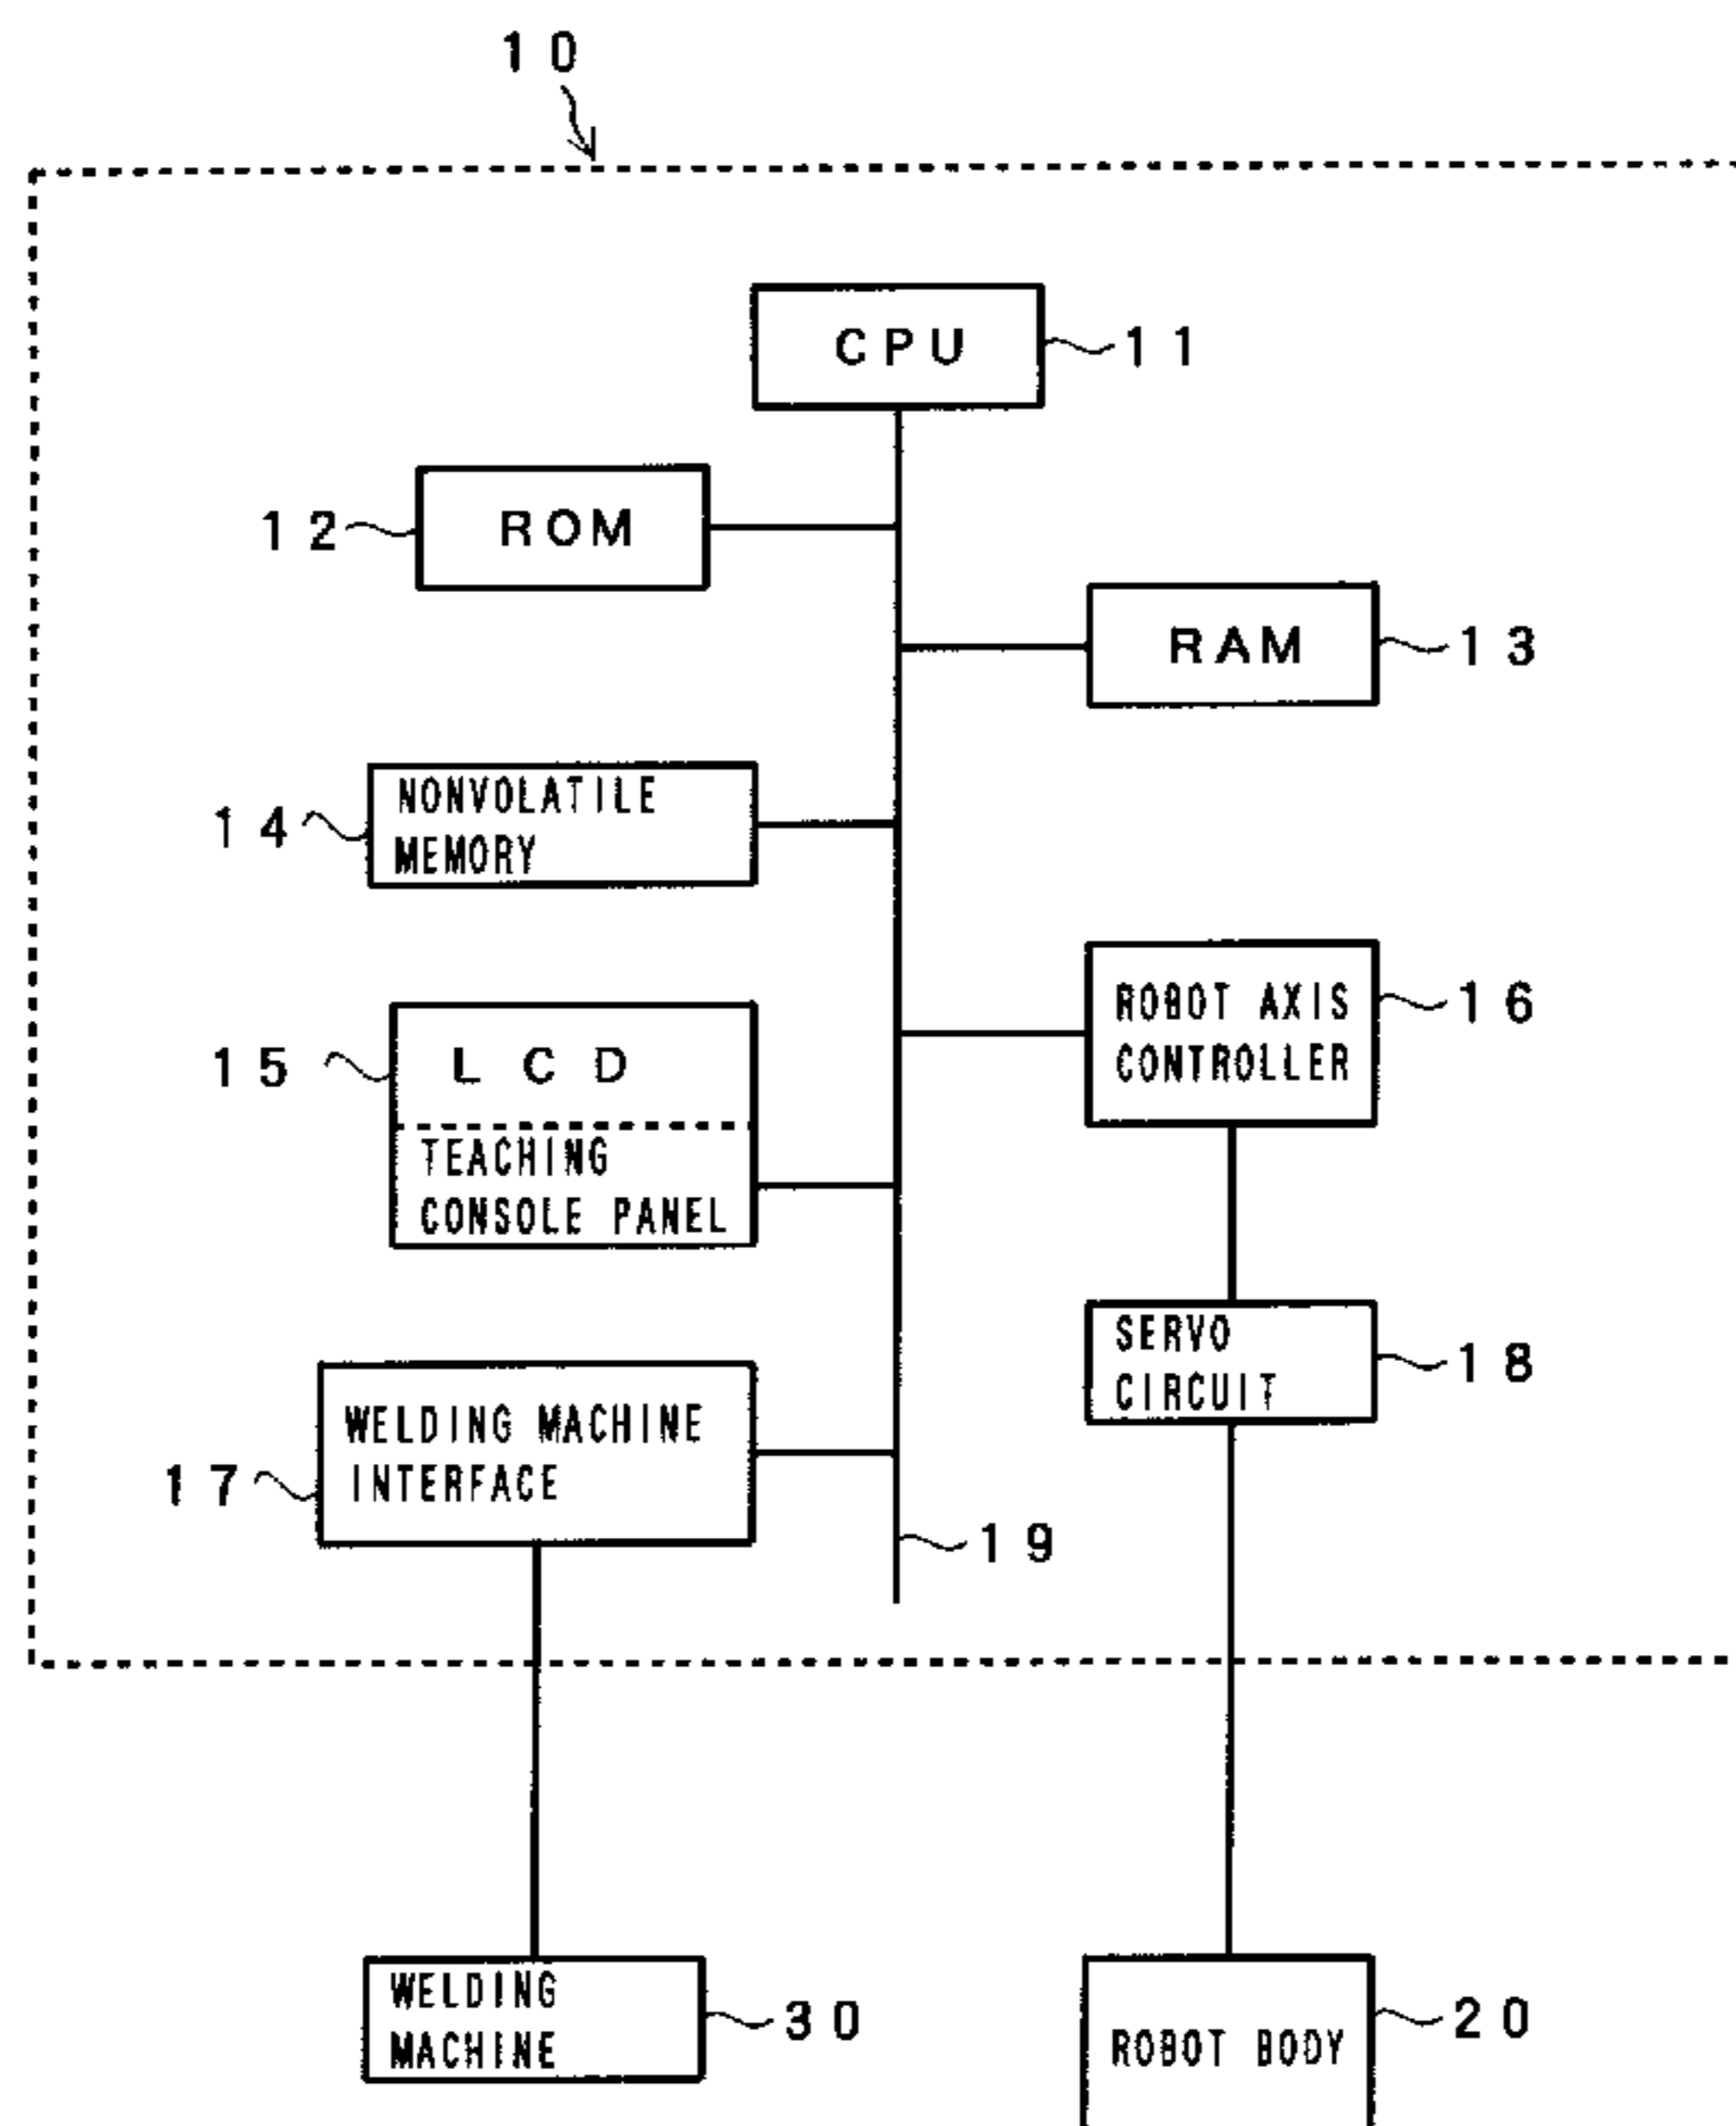 10
CPU
11
12
ROM
RAM
13
14
NONVOLATILE
MEMORY
15
LCD
TEACHING
CONSOLE PANEL
ROBOT AXIS
CONTROLLER
16
SERVO
CIRCUIT
18
17
WELDING MACHINE
INTERFACE
19
WELDING
MACHINE
30
ROBOT BODY
20